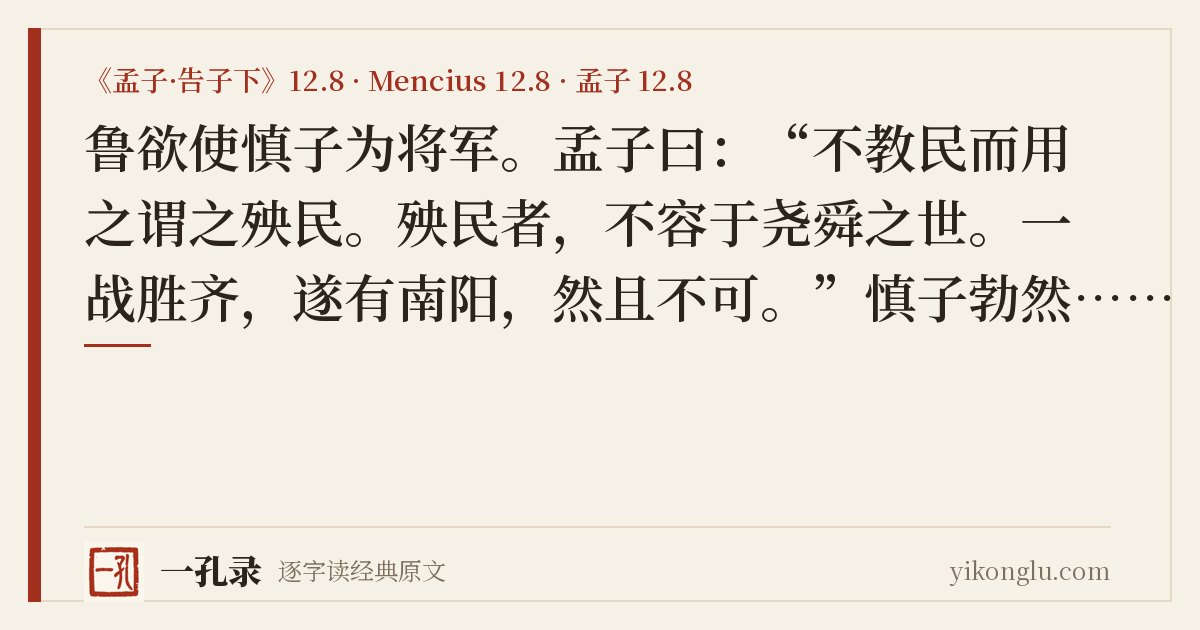 《孟子·告子下》12.8 · Mencius 12.8 · 孟子 12.8
鲁欲使慎子为将军。孟子曰：“不教民而用
之谓之殃民。殃民者，不容于尧舜之世。一
战胜齐，遂有南阳，然且不可。”慎子勃然……
一孔
一孔录 逐字读经典原文
yikonglu.com